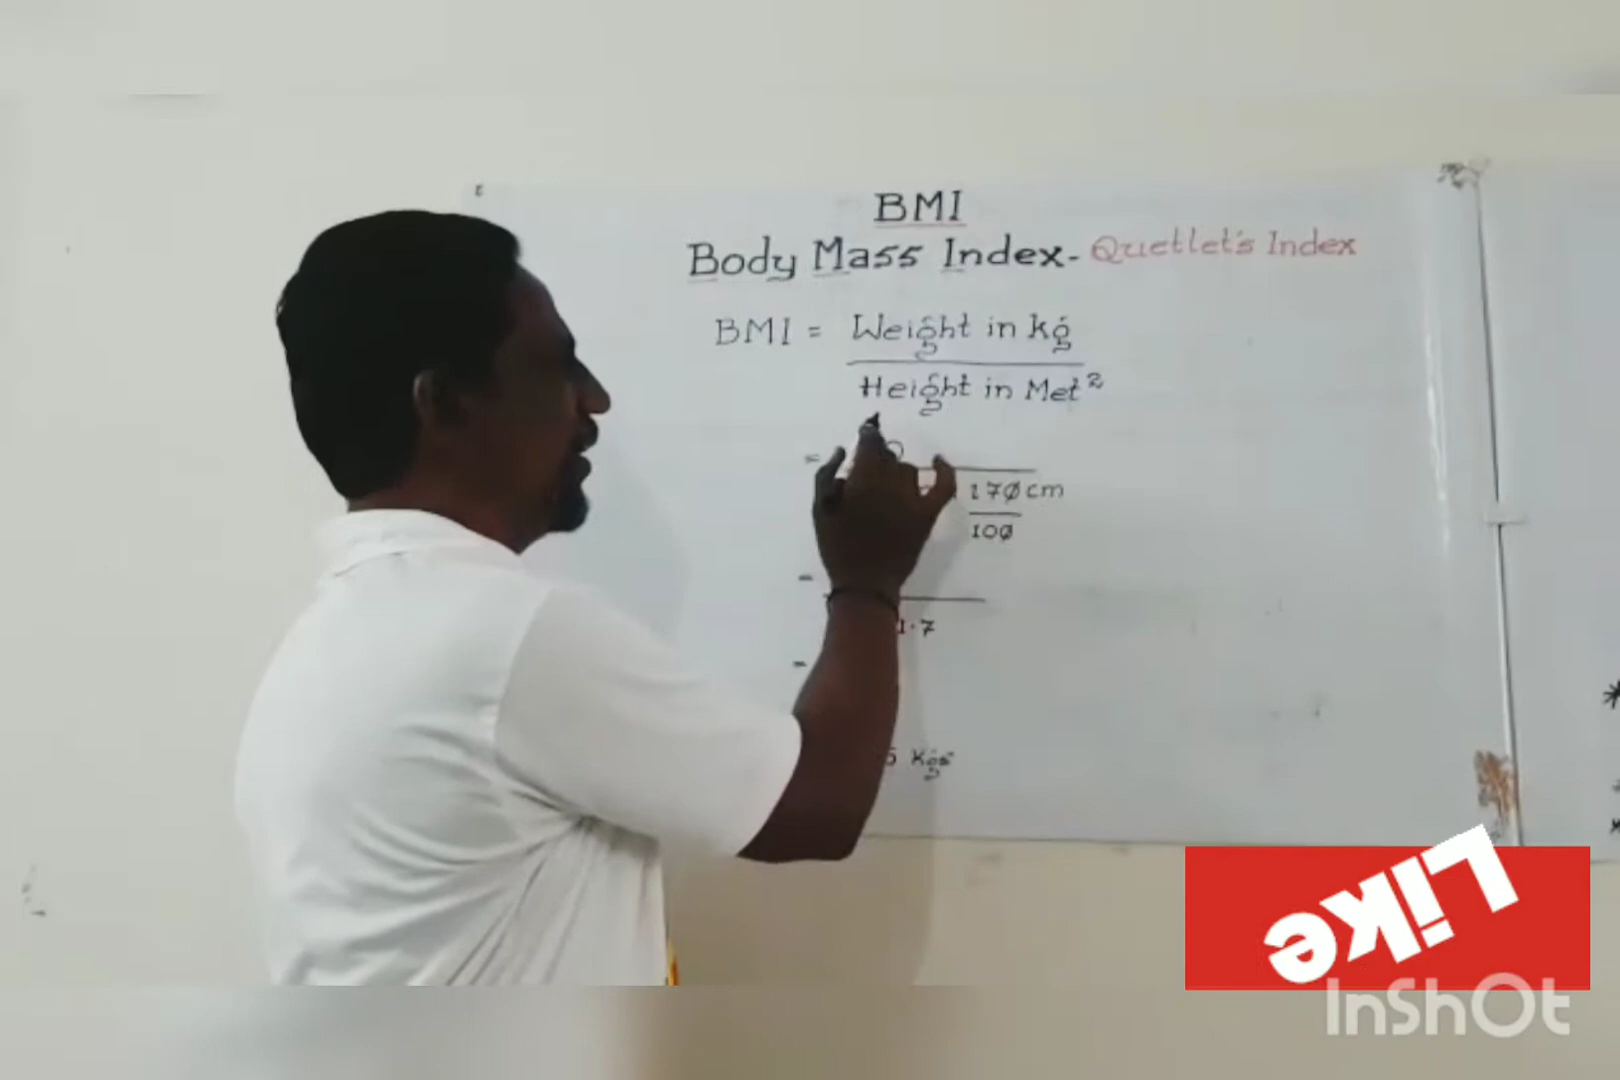 BMI
Body Mass Index - Quetlet's Index
BMI = Weight in kg
Height in Met²
=
170 cm
100
=
1.7
=
5 Kgs
Like
InShOt